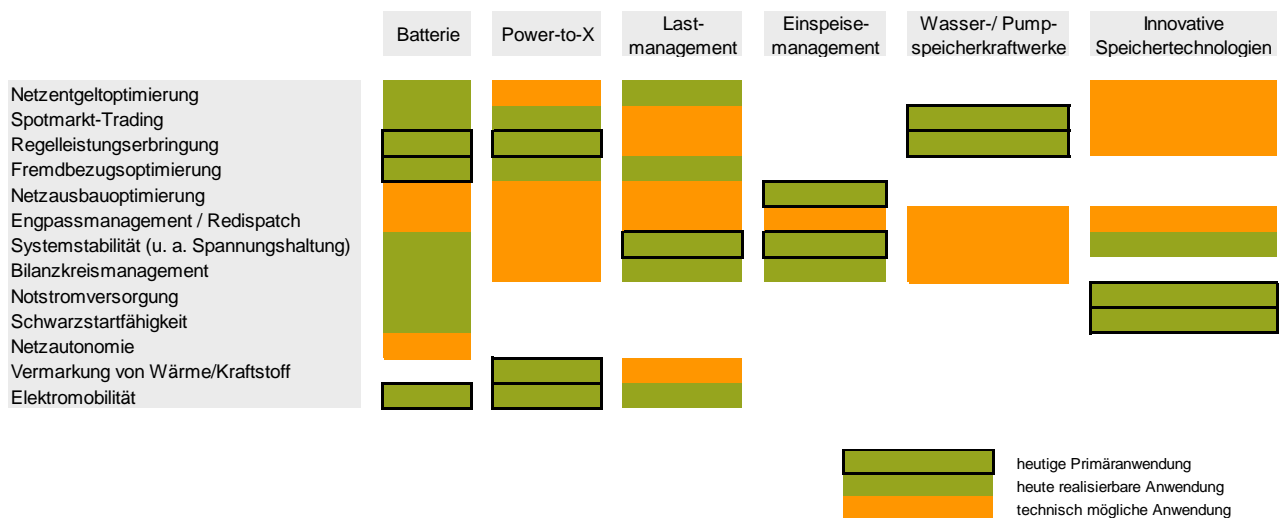 Batterie
Power-to-X
Last-
management
Einspeise-
management
Wasser-/ Pump-
speicherkraftwerke
Innovative
Speichertechnologien
Netzentgeltoptimierung
Spotmarkt-Trading
Regelleistungserbringung
Fremdbezugsoptimierung
Netzausbauoptimierung
Engpassmanagement / Redispatch
Systemstabilität (u. a. Spannungshaltung)
Bilanzkreismanagement
Notstromversorgung
Schwarzstartfähigkeit
Netzautonomie
Vermarkung von Wärme/Kraftstoff
Elektromobilität
heutige Primäranwendung
heute realisierbare Anwendung
technisch mögliche Anwendung